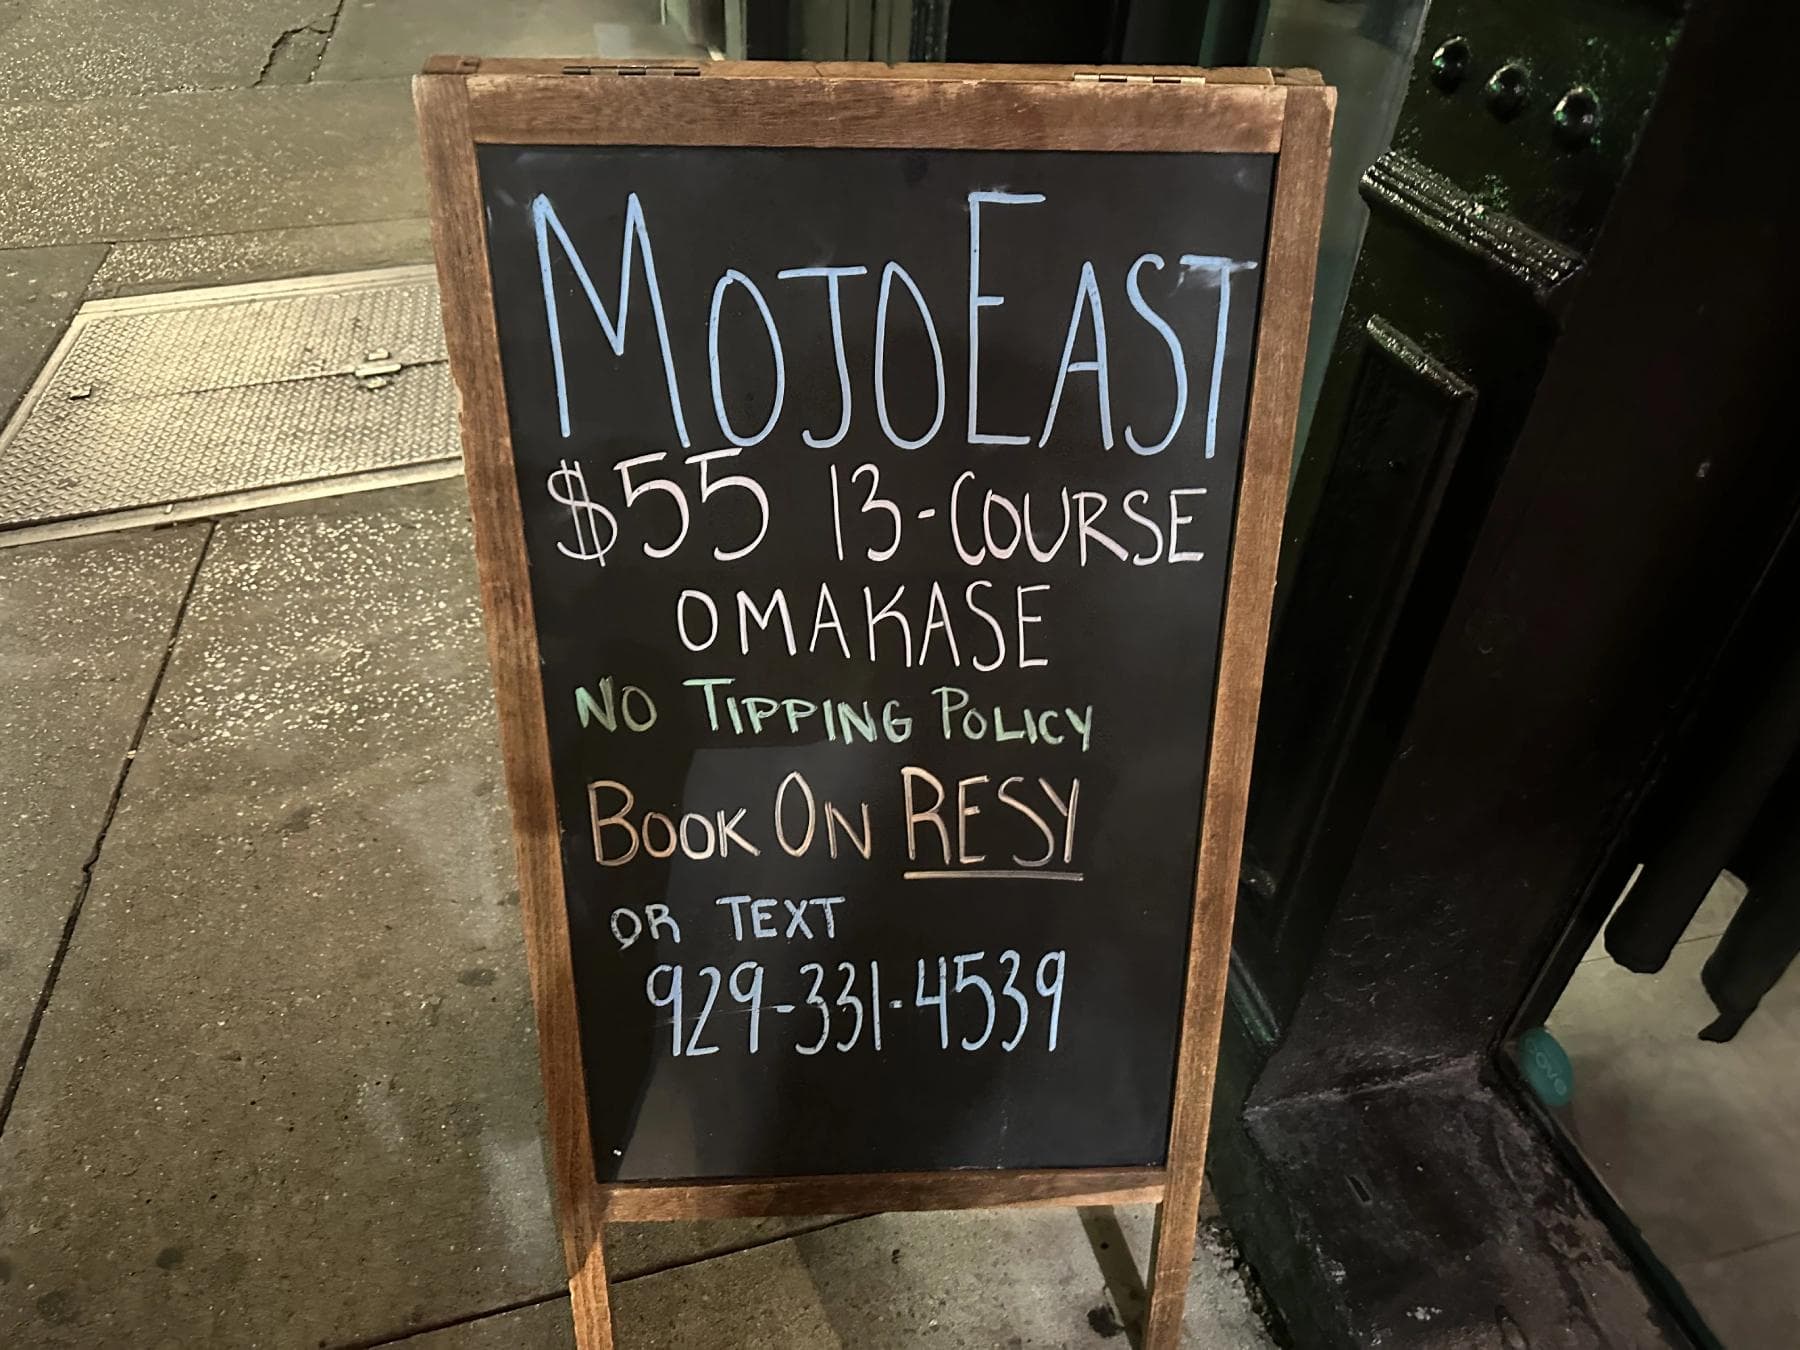 MOJOEAST
$55 13-COURSE
OMAKASE
NO TIPPING POLICY
BOOK ON RESY
OR TEXT
929-331-4539